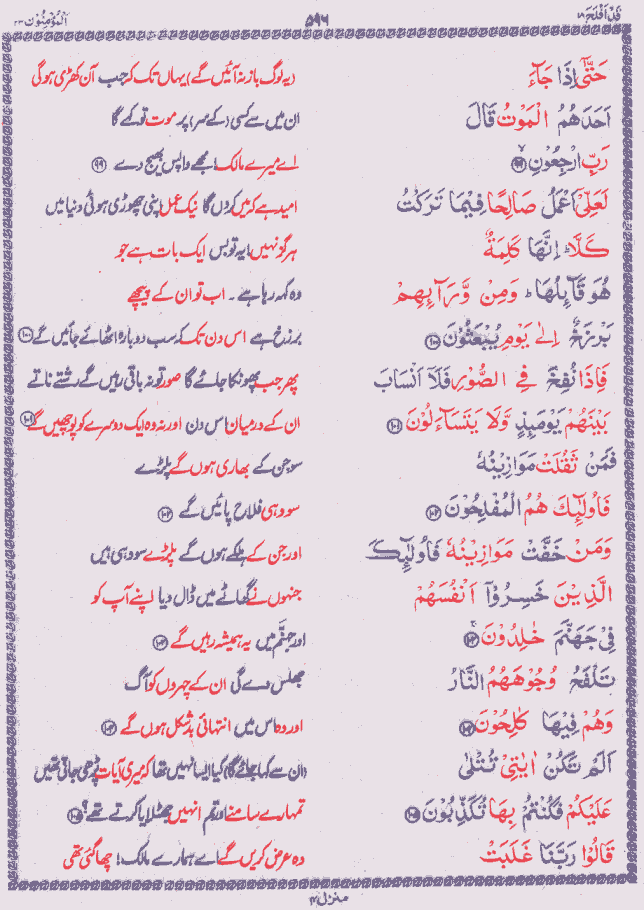 قَدْ اَفْلَحَ ١٨
٥٩٦
اَلْمُؤْمِنُوْن ٢٣
حَتّٰۤى اِذَا جَآءَ
(یہ لوگ باز نہ آئیں گے) یہاں تک کہ جب آن کھڑی ہوگی
اَحَدَهُمُ الْمَوْتُ قَالَ
ان میں سے کسی (کے سر) پر موت تو کہے گا
رَبِّ ارْجِعُوْنِ ۙ ٩٩
اے میرے مالک! مجھے واپس بھیج دے ٩٩
لَعَلِّيْۤ اَعْمَلُ صَالِحًا فِيْمَا تَرَكْتُ
امید ہے کہ میں کروں گا نیک عمل اپنی چھوڑی ہوئی دنیا میں
كَلَّا ؕ اِنَّهَا كَلِمَةٌ
ہرگز نہیں! یہ تو بس ایک بات ہے جو
هُوَ قَآئِلُهَا ؕ وَمِنْ وَّرَآئِهِمْ
وہ کہہ رہا ہے ۔ اب تو ان کے پیچھے
بَرْزَخٌ اِلٰى يَوْمِ يُبْعَثُوْنَ ١٠٠
برزخ ہے اس دن تک کہ سب دوبارہ اٹھائے جائیں گے ١٠٠
فَاِذَا نُفِخَ فِي الصُّوْرِ فَلَاۤ اَنْسَابَ
پھر جب پھونکا جائے گا صور تو نہ باقی رہیں گے رشتے ناتے
بَيْنَهُمْ يَوْمَىِٕذٍ وَّلَا يَتَسَآءَلُوْنَ ١٠١
ان کے درمیان اس دن اور نہ وہ ایک دوسرے کو پوچھیں گے ١٠١
فَمَنْ ثَقُلَتْ مَوَازِيْنُهٗ
سو جن کے بھاری ہوں گے پلڑے
فَاُولٰٓىِٕكَ هُمُ الْمُفْلِحُوْنَ ١٠٢
سو وہی فلاح پائیں گے ١٠٢
وَمَنْ خَفَّتْ مَوَازِيْنُهٗ فَاُولٰٓىِٕكَ
اور جن کے ہلکے ہوں گے پلڑے سو وہی ہیں
الَّذِيْنَ خَسِرُوْۤا اَنْفُسَهُمْ
جنہوں نے گھاٹے میں ڈال دیا اپنے آپ کو
فِيْ جَهَنَّمَ خٰلِدُوْنَ ۚ ١٠٣
اور جہنّم میں یہ ہمیشہ رہیں گے ١٠٣
تَلْفَحُ وُجُوْهَهُمُ النَّارُ
جھلس دے گی ان کے چہروں کو آگ
وَهُمْ فِيْهَا كٰلِحُوْنَ ١٠٤
اور وہ اس میں انتہائی بدشکل ہوں گے ١٠٤
اَلَمْ تَكُنْ اٰيٰتِيْ تُتْلٰى
(ان سے کہا جائے گا) کیا ایسا نہیں تھا کہ میری آیات پڑھی جاتی تھیں
عَلَيْكُمْ فَكُنْتُمْ بِهَا تُكَذِّبُوْنَ ١٠٥
تمہارے سامنے اور تم انہیں جھٹلایا کرتے تھے؟ ١٠٥
قَالُوْا رَبَّنَا غَلَبَتْ
وہ عرض کریں گے اے ہمارے مالک! چھا گئی تھی
منزل ٤